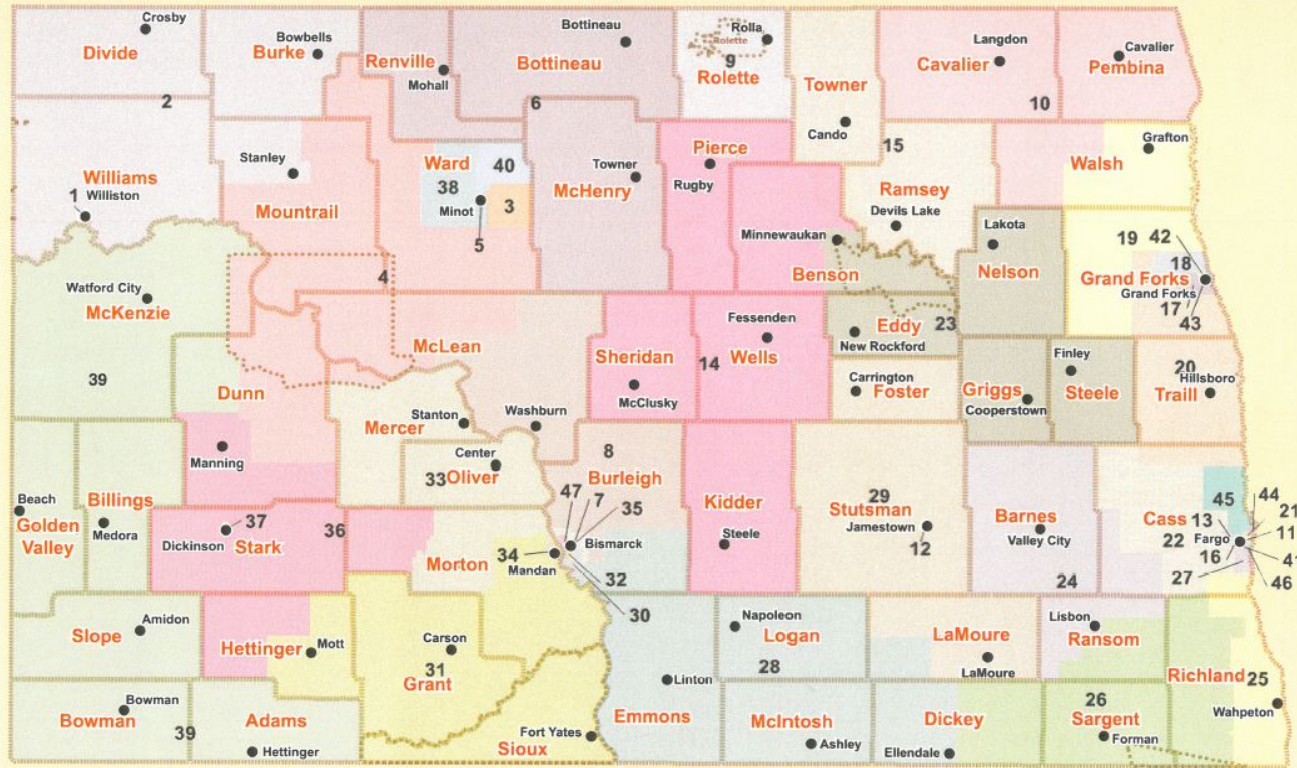 Crosby
Divide
Bowbells
Burke
Renville
Mohall
Bottineau
Bottineau
Rolla
Rolette
9
Rolette
Towner
Cando
Langdon
Cavalier
10
Cavalier
Pembina
2
6
Williams
1
Williston
Stanley
Mountrail
Ward
40
38
Minot
3
5
Towner
McHenry
Pierce
Rugby
15
Ramsey
Devils Lake
Grafton
Walsh
Minnewaukan
Benson
Lakota
Nelson
19
42
18
Grand Forks
Grand Forks
17
43
Watford City
McKenzie
4
39
Dunn
McLean
Sheridan
McClusky
14
Fessenden
Wells
Eddy
23
New Rockford
Carrington
Foster
Griggs
Cooperstown
Finley
Steele
20
Hillsboro
Traill
Stanton
Mercer
Washburn
Center
33
Oliver
Manning
8
Burleigh
47
7
35
Bismarck
Beach
Golden
Valley
Billings
Medora
37
Dickinson
Stark
36
Morton
34
Mandan
32
30
Kidder
Steele
29
Stutsman
Jamestown
12
Barnes
Valley City
24
Cass
22
45
44
13
21
Fargo
11
16
41
27
46
Amidon
Slope
Hettinger
Mott
Carson
31
Grant
Napoleon
Logan
28
LaMoure
LaMoure
Lisbon
Ransom
Richland
25
Wahpeton
Bowman
Bowman
39
Adams
Hettinger
Fort Yates
Sioux
Linton
Emmons
McIntosh
Ashley
Dickey
Ellendale
26
Sargent
Forman